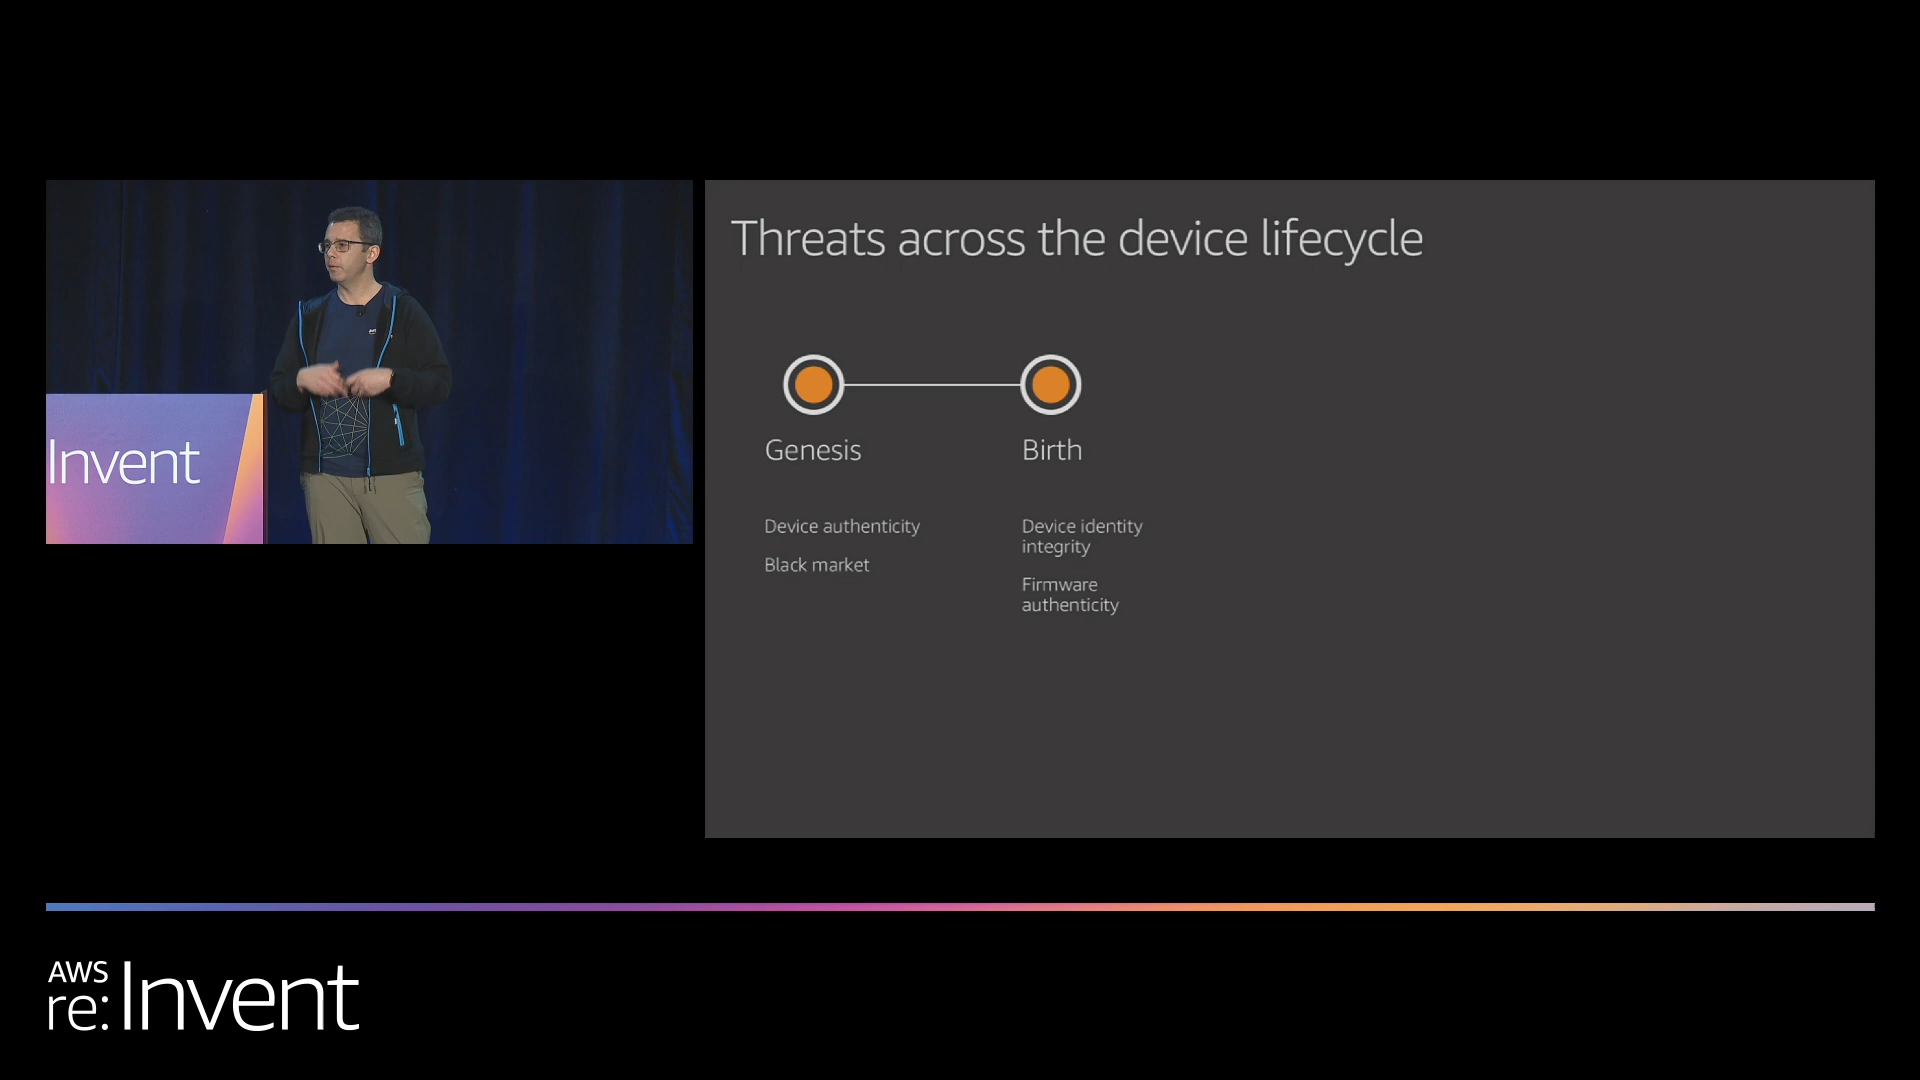 Invent
Threats across the device lifecycle
Genesis
Birth
Device authenticity
Black market
Device identity
integrity
Firmware
authenticity
AWS
re:Invent